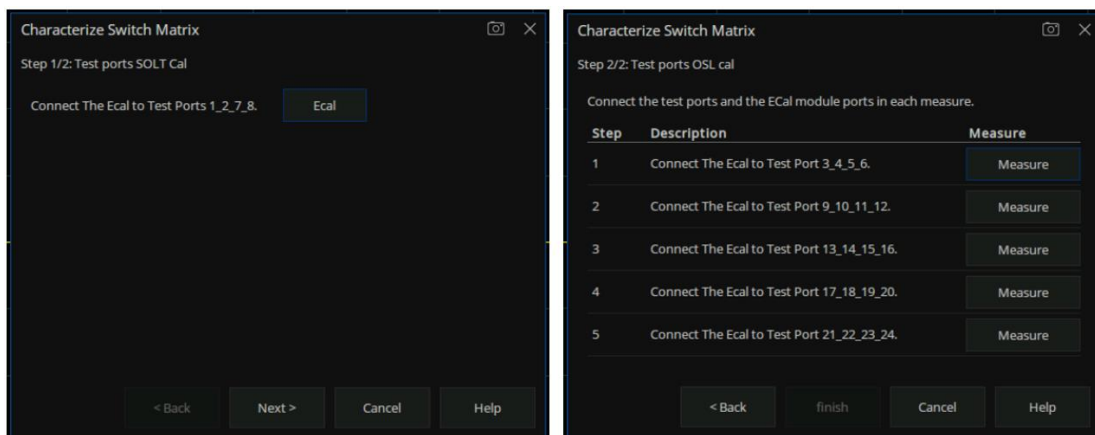 Characterize Switch Matrix
Step 1/2: Test ports SOLT Cal
Connect The Ecal to Test Ports 1_2_7_8. Ecal
< Back Next > Cancel Help
Characterize Switch Matrix
Step 2/2: Test ports OSL cal
Connect the test ports and the ECal module ports in each measure.
Step Description Measure
1 Connect The Ecal to Test Port 3_4_5_6. Measure
2 Connect The Ecal to Test Port 9_10_11_12. Measure
3 Connect The Ecal to Test Port 13_14_15_16. Measure
4 Connect The Ecal to Test Port 17_18_19_20. Measure
5 Connect The Ecal to Test Port 21_22_23_24. Measure
< Back finish Cancel Help